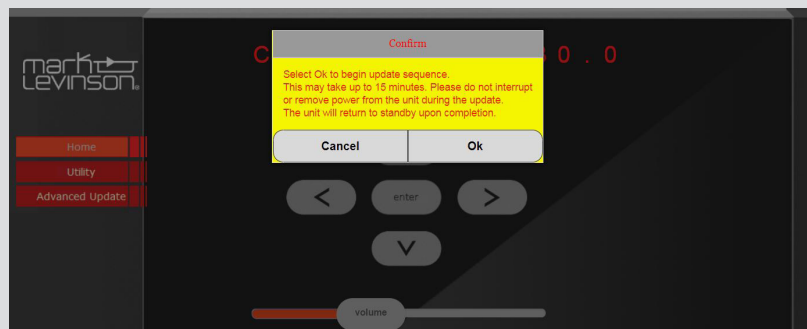 Confirm
mark
Levinson®
C 80.0
Select Ok to begin update sequence.
This may take up to 15 minutes. Please do not interrupt
or remove power from the unit during the update.
The unit will return to standby upon completion.
Cancel Ok
Home
Utility
Advanced Update
< enter >
volume